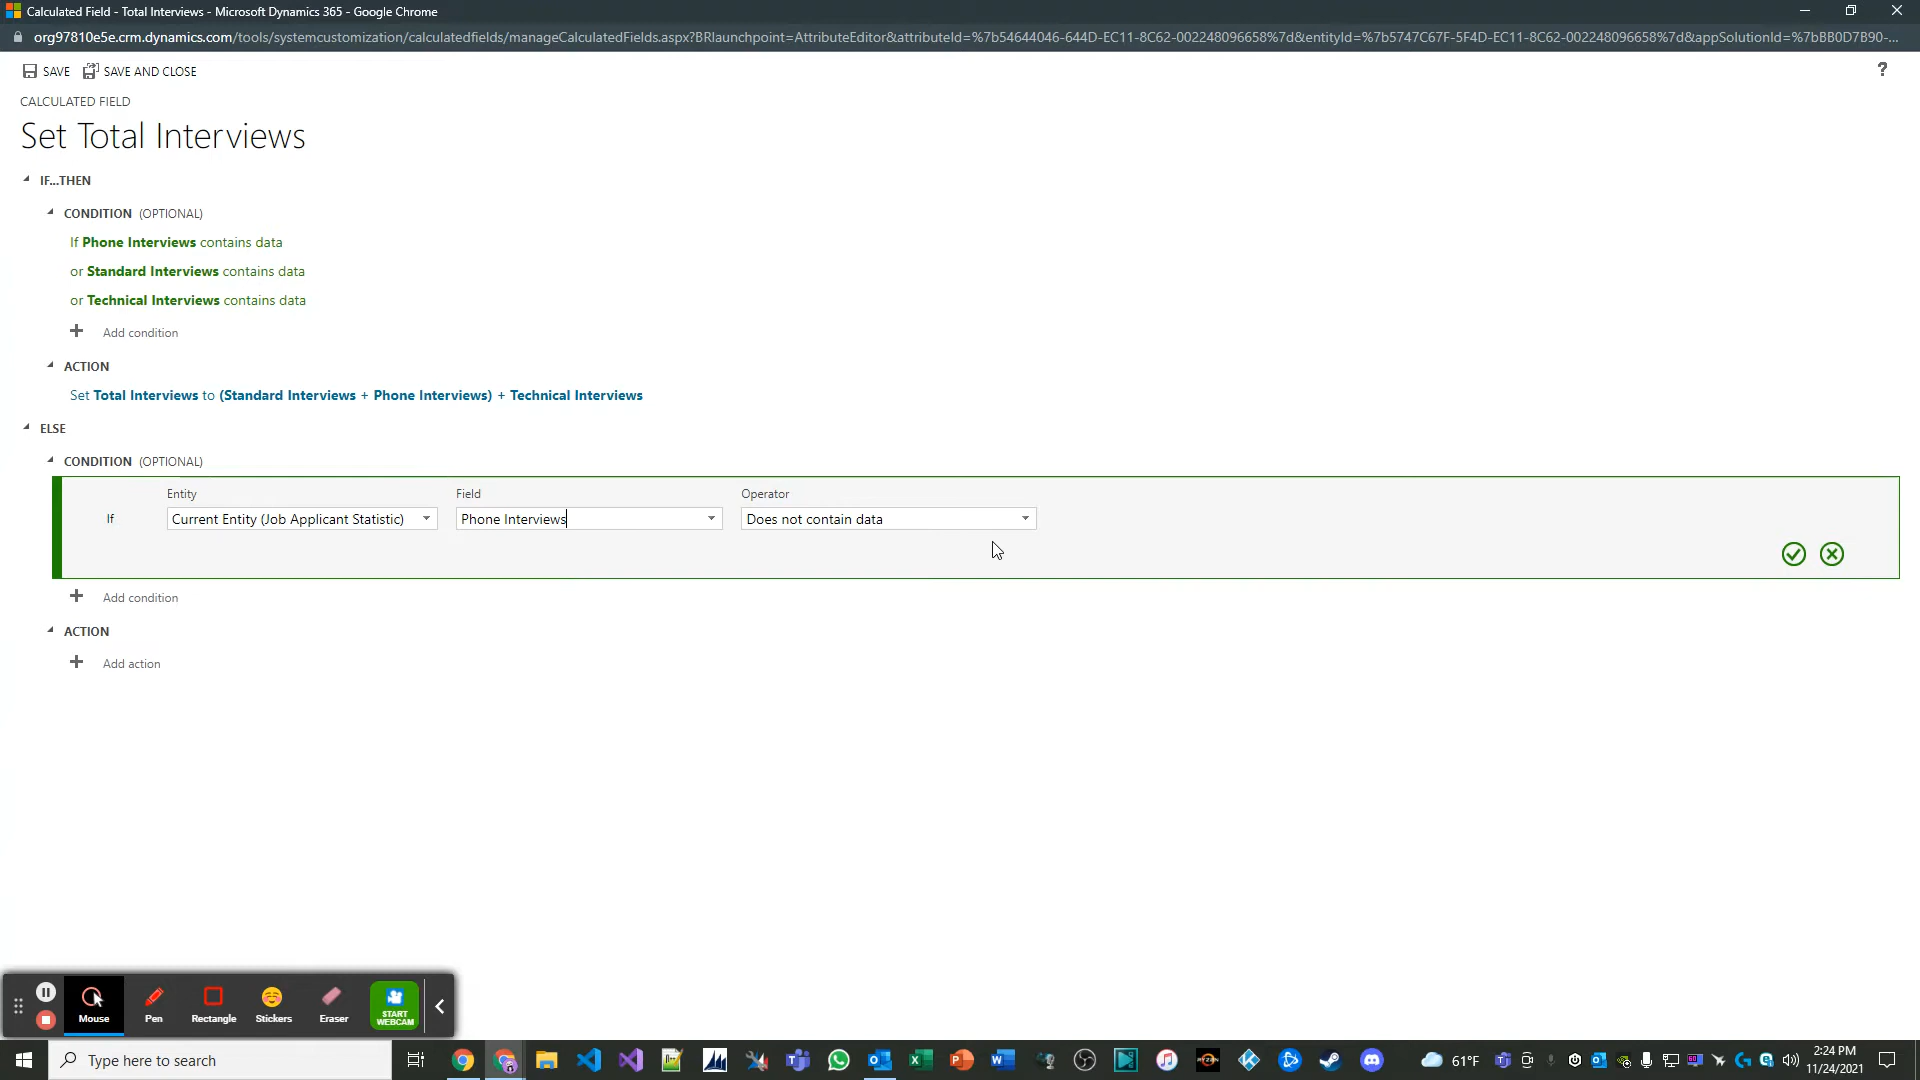 Calculated Field - Total Interviews - Microsoft Dynamics 365 - Google Chrome
org97810e5e.crm.dynamics.com/tools/systemcustomization/calculatedfields/manageCalculatedFields.aspx?BRlaunchpoint=AttributeEditor&attributeId=%7b54644046-644D-EC11-8C62-002248096658%7d&entityId=%7b5747C67F-5F4D-EC11-8C62-002248096658%7d&appSolutionId=%7bBB0D7B90-...
SAVE SAVE AND CLOSE ?
CALCULATED FIELD
Set Total Interviews
IF...THEN
CONDITION (OPTIONAL)
If Phone Interviews contains data
or Standard Interviews contains data
or Technical Interviews contains data
Add condition
ACTION
Set Total Interviews to (Standard Interviews + Phone Interviews) + Technical Interviews
ELSE
CONDITION (OPTIONAL)
Entity Field Operator
If Current Entity (Job Applicant Statistic) Phone Interviews Does not contain data
Add condition
ACTION
Add action
Mouse Pen Rectangle Stickers Eraser START WEBCAM
Type here to search
61°F
2:24 PM
11/24/2021